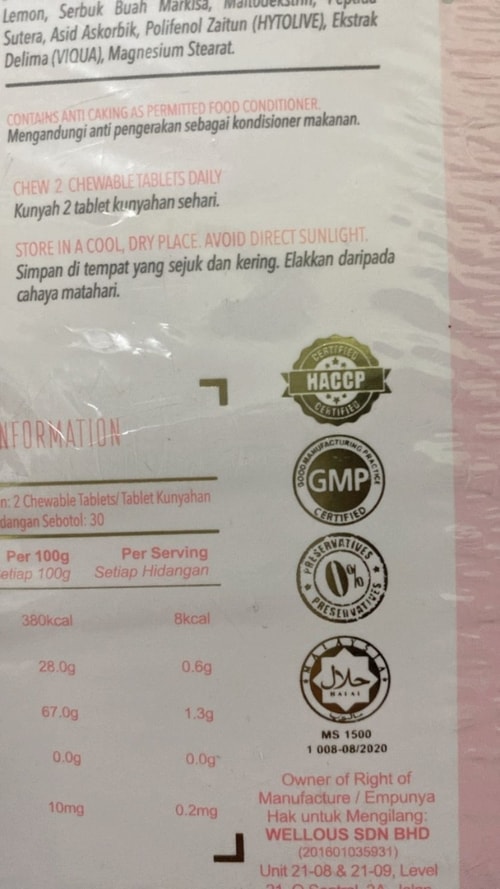 Lemon, Serbuk Buah Markisa, Maltodekstrin,
Sutera, Asid Askorbik, Polifenol Zaitun (HYTOLIVE), Ekstrak
Delima (VIQUA), Magnesium Stearat.
CONTAINS ANTI CAKING AS PERMITTED FOOD CONDITIONER.
Mengandungi anti pengerakan sebagai kondisioner makanan.
CHEW 2 CHEWABLE TABLETS DAILY
Kunyah 2 tablet kunyahan sehari.
STORE IN A COOL, DRY PLACE. AVOID DIRECT SUNLIGHT.
Simpan di tempat yang sejuk dan kering. Elakkan daripada
cahaya matahari.
CERTIFIED
HACCP
CERTIFIED
NFORMATION
GOOD MANUFACTURING PRACTICE
GMP
CERTIFIED
n: 2 Chewable Tablets/ Tablet Kunyahan
dangan Sebotol: 30
Per 100g Per Serving
etiap 100g Setiap Hidangan
PRESERVATIVES
0%
PRESERVATIVES
380kcal 8kcal
28.0g 0.6g
67.0g 1.3g
0.0g 0.0g
10mg 0.2mg
MALAYSIA
حلال
HALAL
MS 1500
1 008-08/2020
Owner of Right of
Manufacture / Empunya
Hak untuk Mengilang:
WELLOUS SDN BHD
(201601035931)
Unit 21-08 & 21-09, Level